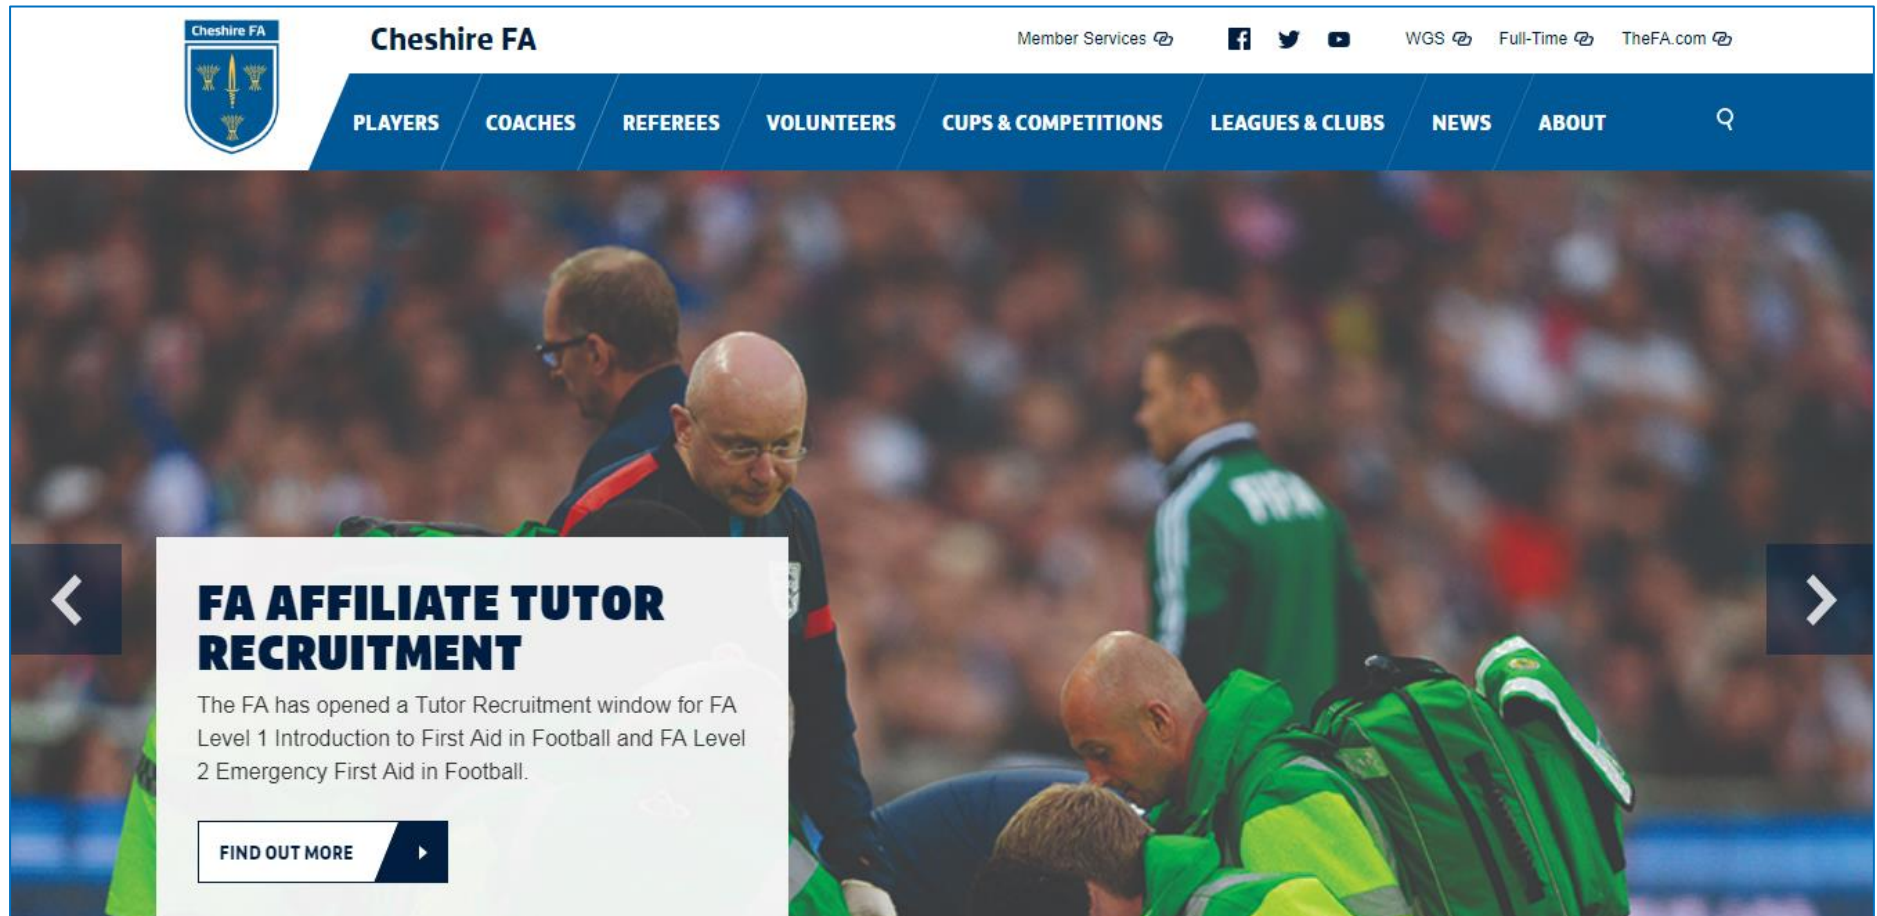 Cheshire FA
Cheshire FA
Member Services
WGS
Full-Time
TheFA.com
PLAYERS
COACHES
REFEREES
VOLUNTEERS
CUPS & COMPETITIONS
LEAGUES & CLUBS
NEWS
ABOUT
FIFA
FA AFFILIATE TUTOR
RECRUITMENT
The FA has opened a Tutor Recruitment window for FA
Level 1 Introduction to First Aid in Football and FA Level
2 Emergency First Aid in Football.
FIND OUT MORE